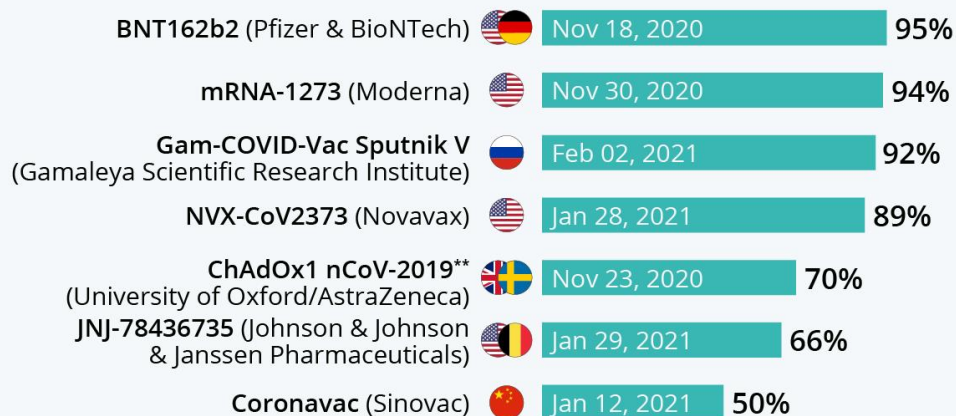 BNT162b2 (Pfizer & BioNTech) Nov 18, 2020 95%
mRNA-1273 (Moderna) Nov 30, 2020 94%
Gam-COVID-Vac Sputnik V
(Gamaleya Scientific Research Institute) Feb 02, 2021 92%
NVX-CoV2373 (Novavax) Jan 28, 2021 89%
ChAdOx1 nCoV-2019**
(University of Oxford/AstraZeneca) Nov 23, 2020 70%
JNJ-78436735 (Johnson & Johnson
& Janssen Pharmaceuticals) Jan 29, 2021 66%
Coronavac (Sinovac) Jan 12, 2021 50%